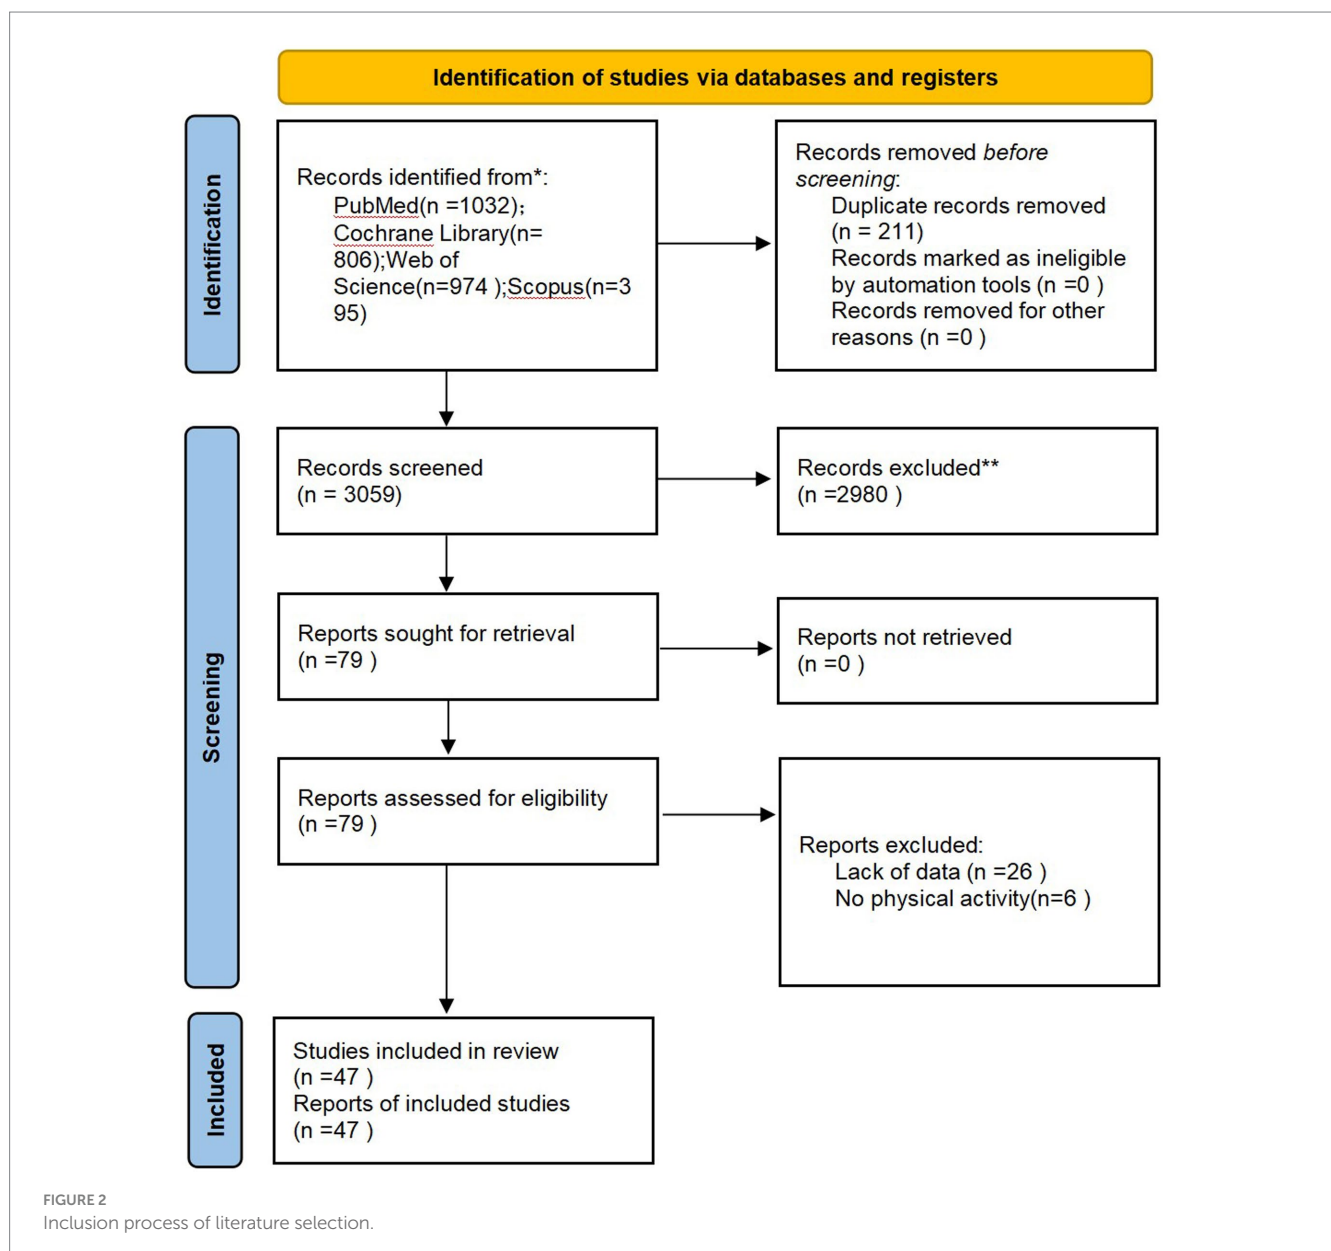 Identification of studies via databases and registers
Identification
Records identified from*:
PubMed(n =1032);
Cochrane Library(n=
806);Web of
Science(n=974 );Scopus(n=3
95)
Records removed before
screening:
Duplicate records removed
(n = 211)
Records marked as ineligible
by automation tools (n =0 )
Records removed for other
reasons (n =0 )
Screening
Records screened
(n = 3059)
Records excluded**
(n =2980 )
Reports sought for retrieval
(n =79 )
Reports not retrieved
(n =0 )
Reports assessed for eligibility
(n =79 )
Reports excluded:
Lack of data (n =26 )
No physical activity(n=6 )
Included
Studies included in review
(n =47 )
Reports of included studies
(n =47 )
FIGURE 2
Inclusion process of literature selection.